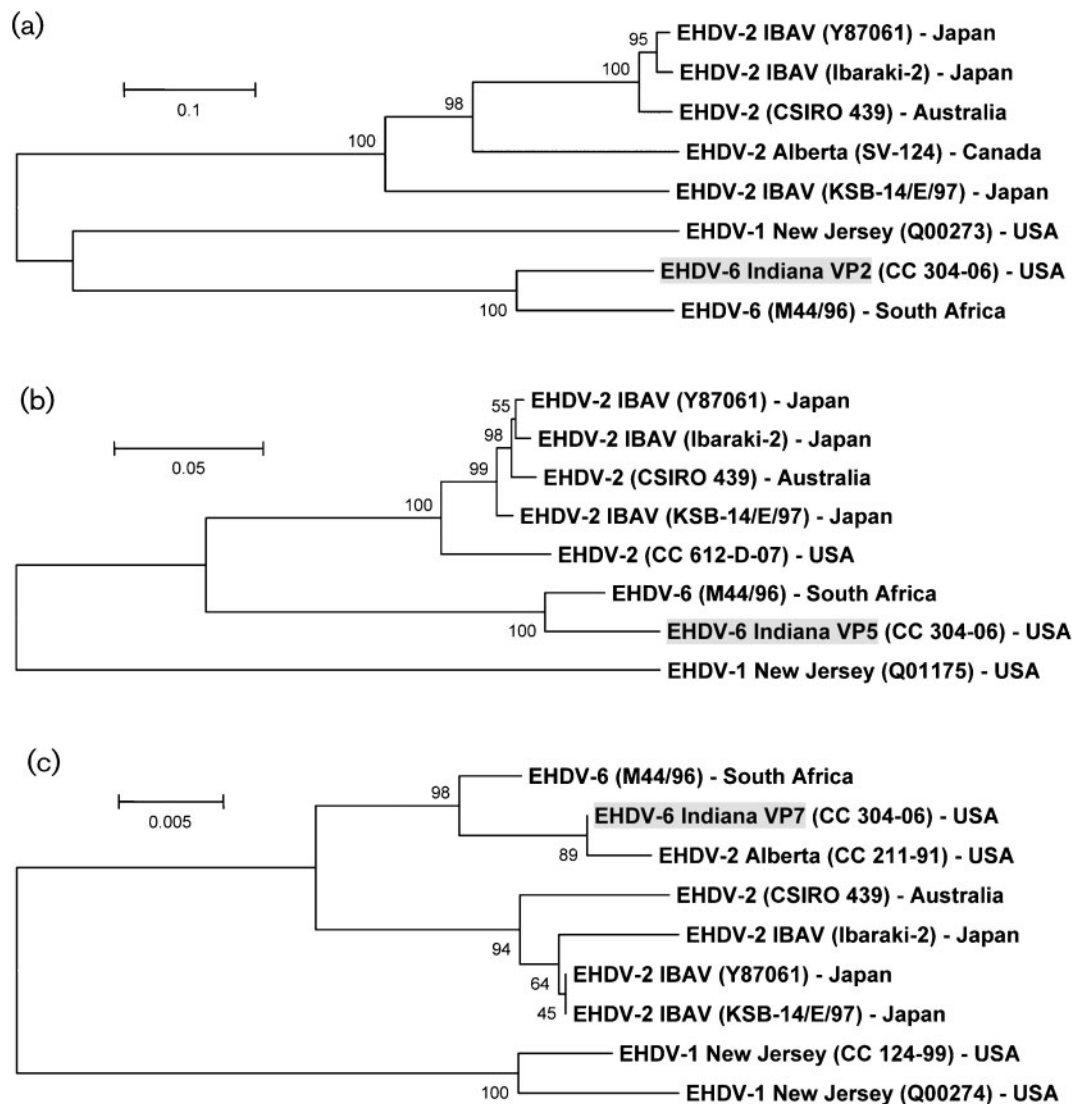 (a)
95
EHDV-2 IBAV (Y87061) - Japan
EHDV-2 IBAV (Ibaraki-2) - Japan
100
0.1
98
EHDV-2 (CSIRO 439) - Australia
100
EHDV-2 Alberta (SV-124) - Canada
EHDV-2 IBAV (KSB-14/E/97) - Japan
EHDV-1 New Jersey (Q00273) - USA
EHDV-6 Indiana VP2 (CC 304-06) - USA
100
EHDV-6 (M44/96) - South Africa
(b)
55
EHDV-2 IBAV (Y87061) - Japan
98
EHDV-2 IBAV (Ibaraki-2) - Japan
0.05
99
EHDV-2 (CSIRO 439) - Australia
100
EHDV-2 IBAV (KSB-14/E/97) - Japan
EHDV-2 (CC 612-D-07) - USA
EHDV-6 (M44/96) - South Africa
100
EHDV-6 Indiana VP5 (CC 304-06) - USA
EHDV-1 New Jersey (Q01175) - USA
(c)
EHDV-6 (M44/96) - South Africa
98
0.005
EHDV-6 Indiana VP7 (CC 304-06) - USA
89
EHDV-2 Alberta (CC 211-91) - USA
EHDV-2 (CSIRO 439) - Australia
94
EHDV-2 IBAV (Ibaraki-2) - Japan
64
EHDV-2 IBAV (Y87061) - Japan
45
EHDV-2 IBAV (KSB-14/E/97) - Japan
EHDV-1 New Jersey (CC 124-99) - USA
100
EHDV-1 New Jersey (Q00274) - USA